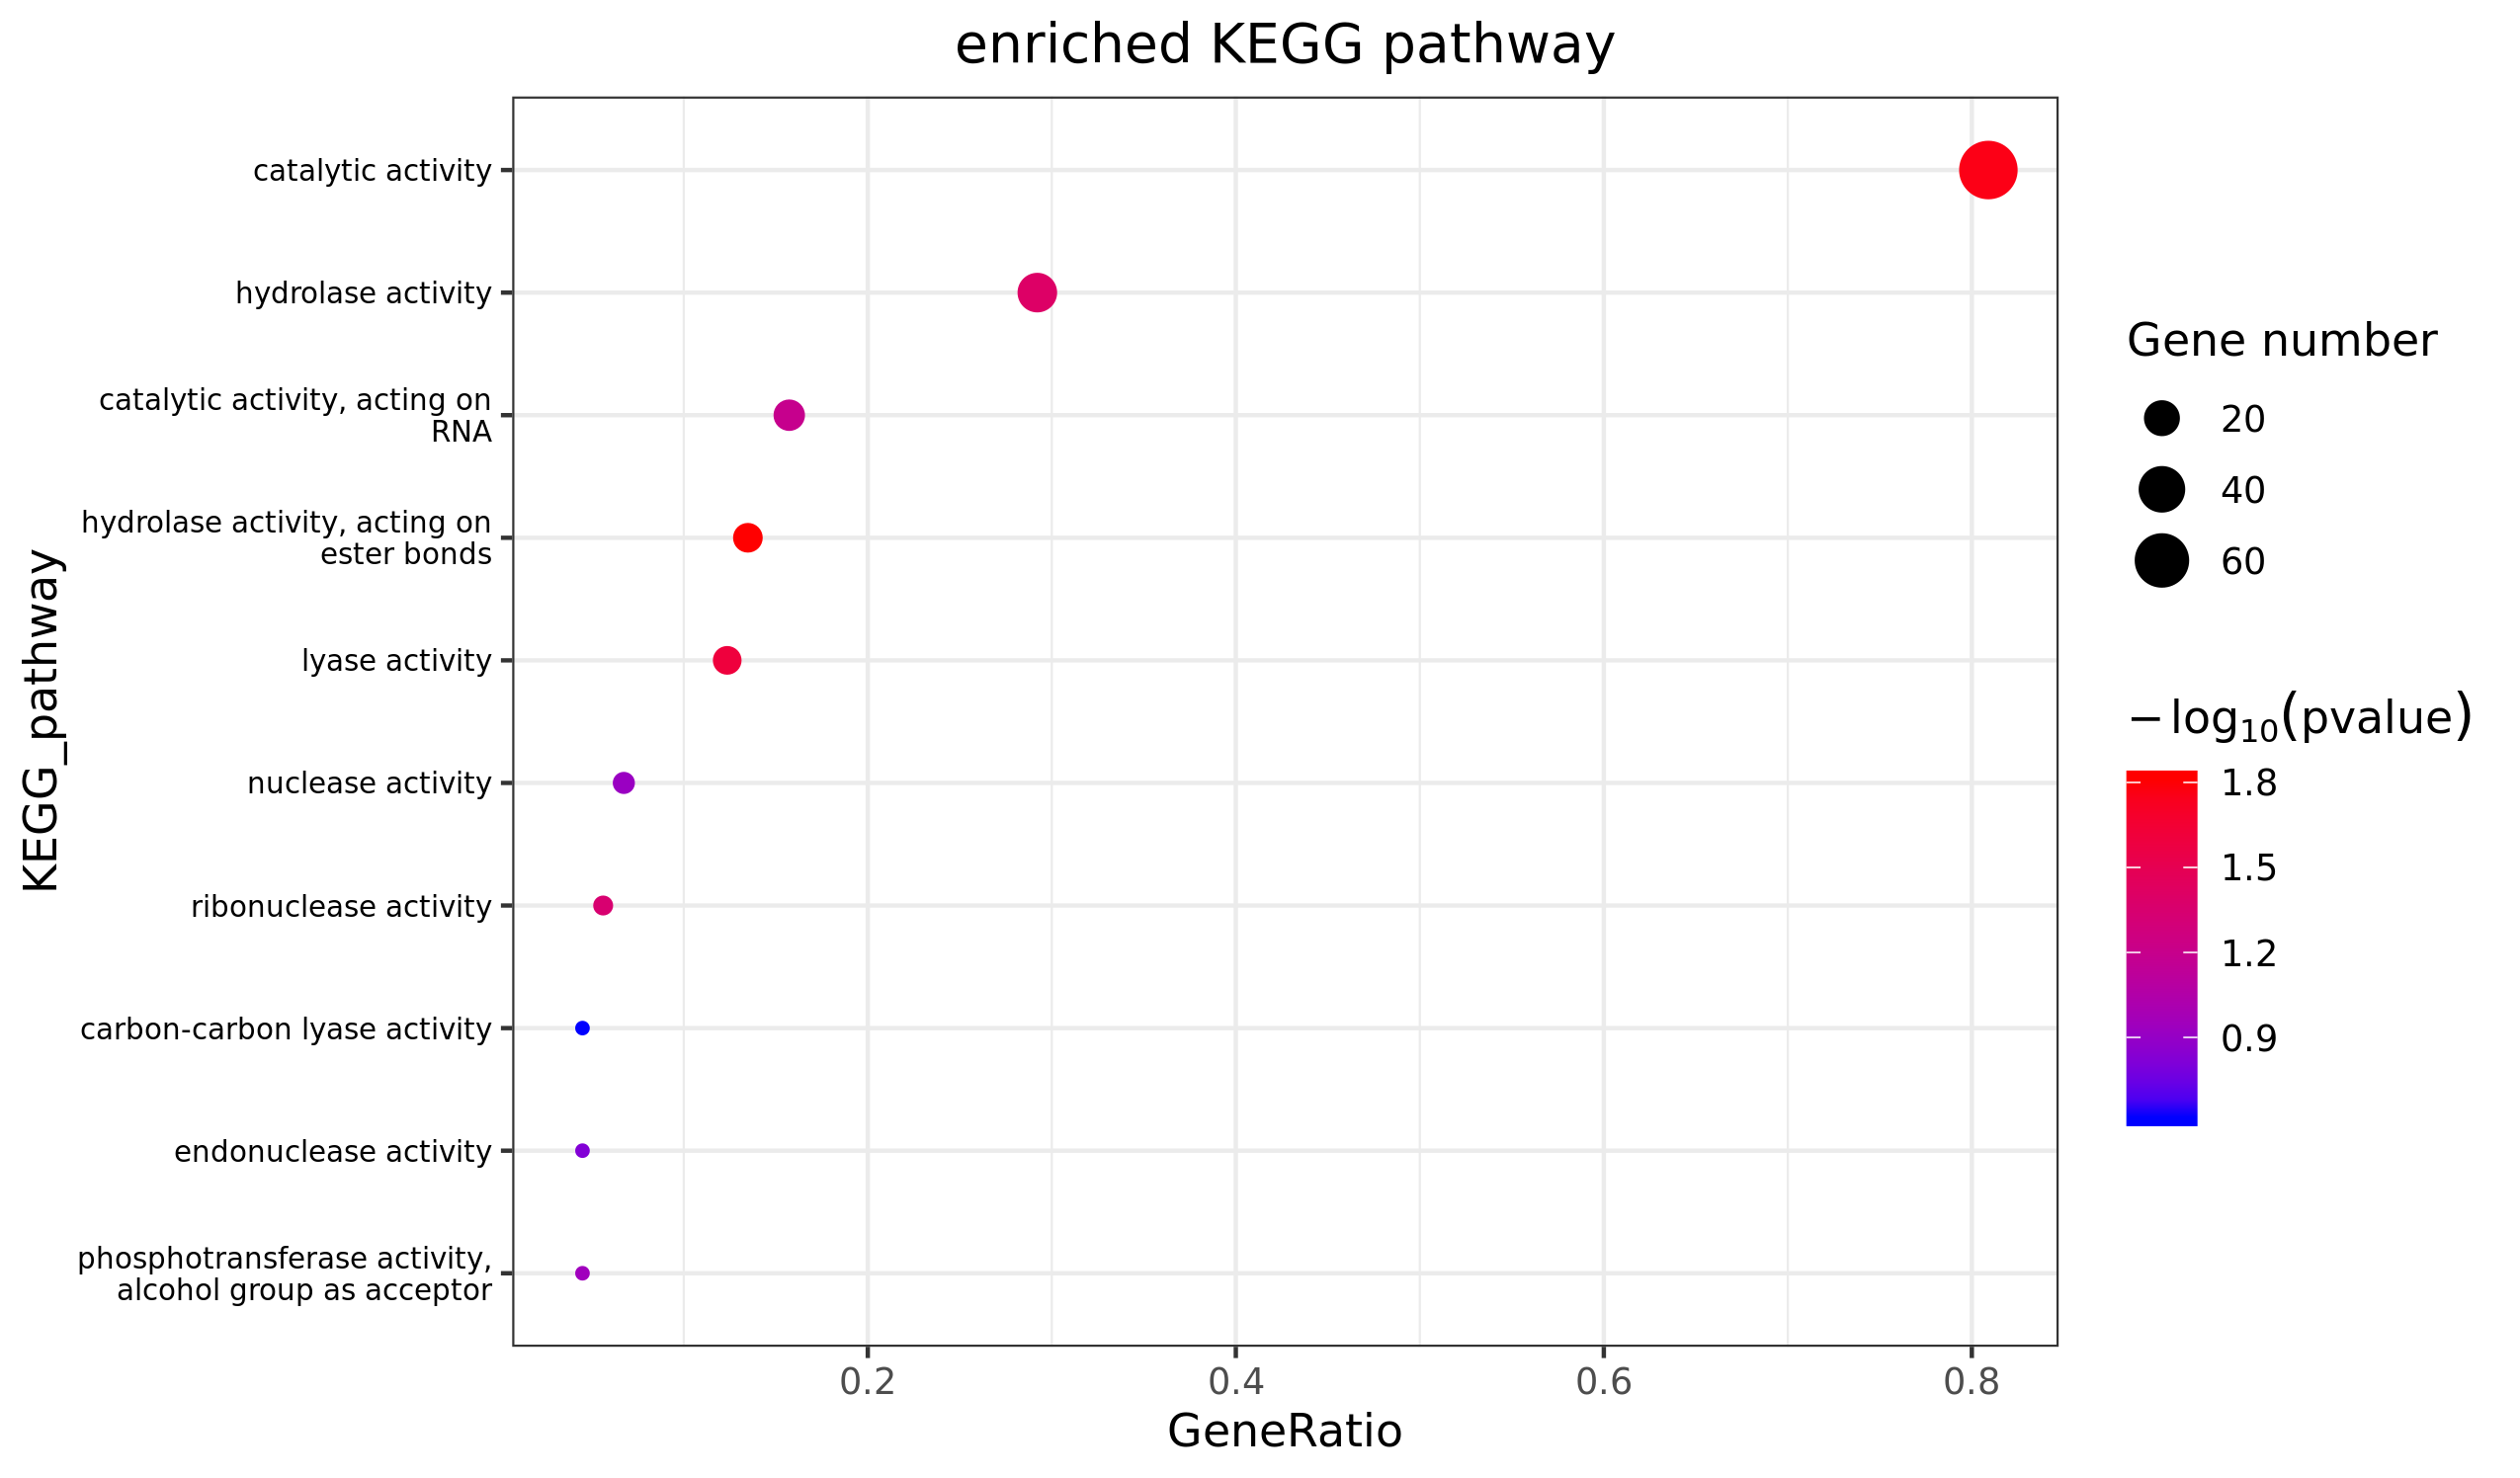 enriched KEGG pathway
KEGG_pathway
catalytic activity
hydrolase activity
catalytic activity, acting on
RNA
hydrolase activity, acting on
ester bonds
lyase activity
nuclease activity
ribonuclease activity
carbon-carbon lyase activity
endonuclease activity
phosphotransferase activity,
alcohol group as acceptor
0.2 0.4 0.6 0.8
GeneRatio
Gene number
20
40
60
−log₁₀(pvalue)
1.8
1.5
1.2
0.9